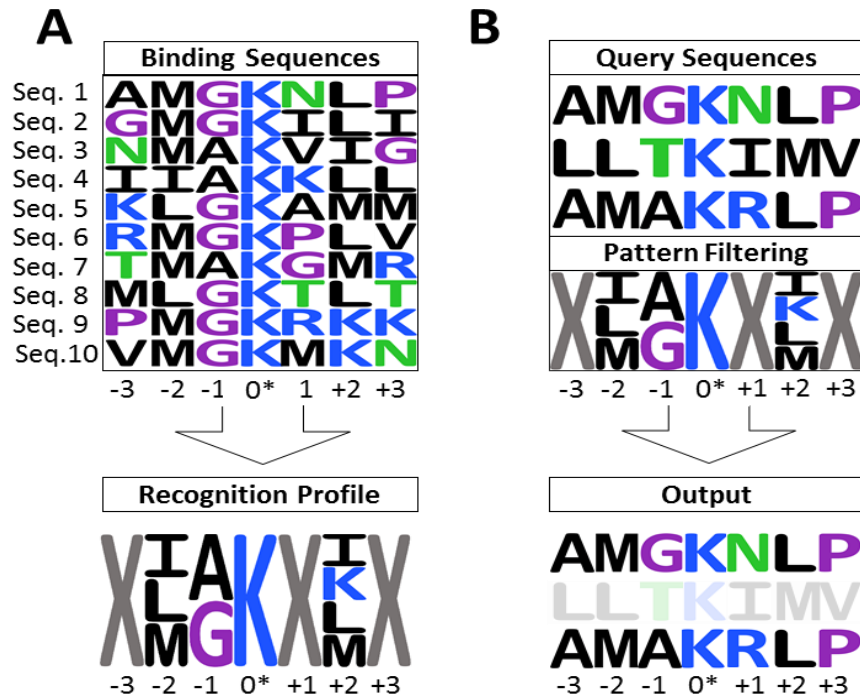 A
Binding Sequences
Seq. 1 AMGKNLP
Seq. 2 GMGKILI
Seq. 3 NMAKVIG
Seq. 4 IIAKKLL
Seq. 5 KLGKAMM
Seq. 6 RMGKPLV
Seq. 7 TMAKGMR
Seq. 8 MLGKTLT
Seq. 9 PMGKRKK
Seq.10 VMGKMKN
-3 -2 -1 0* 1 +2 +3
Recognition Profile
X I L M A G K X I K L M X
-3 -2 -1 0* +1 +2 +3
B
Query Sequences
AMGKNLP
LLTKIMV
AMAKRLP
Pattern Filtering
X I L M A G K X I K L M X
-3 -2 -1 0* +1 +2 +3
Output
AMGKNLP
LLTKIMV
AMAKRLP
-3 -2 -1 0* +1 +2 +3